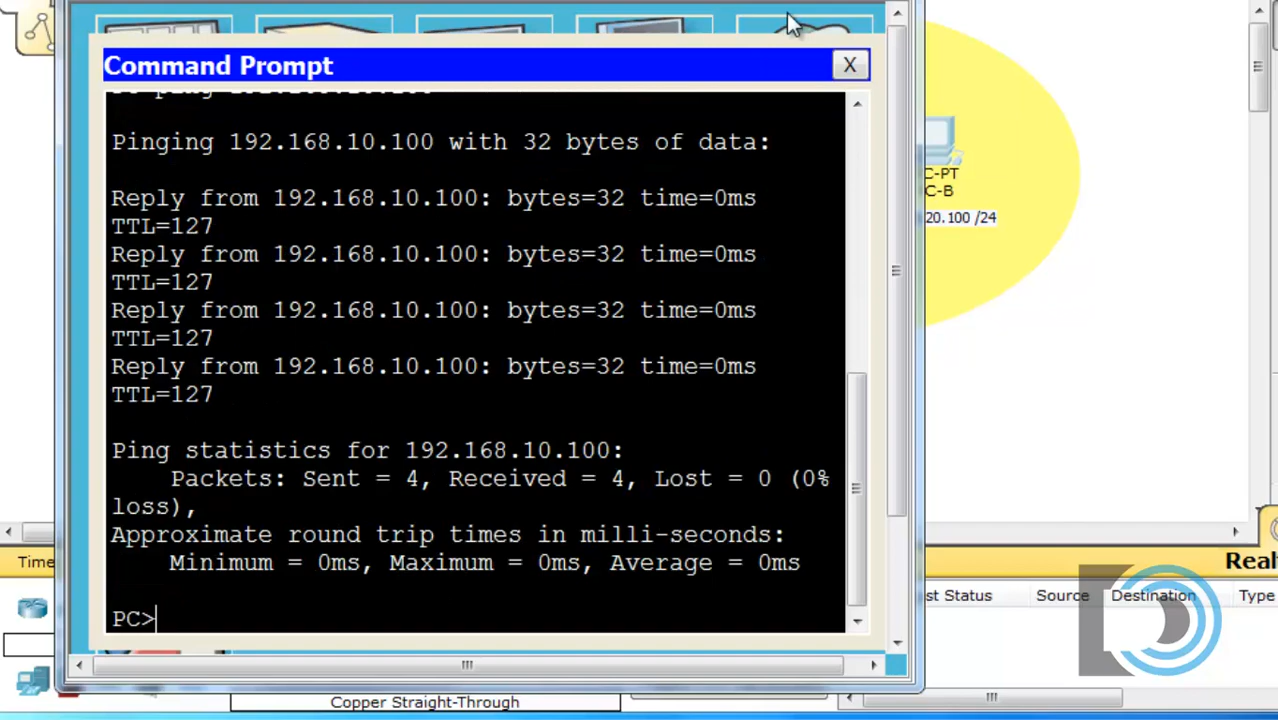 Command Prompt
X
Pinging 192.168.10.100 with 32 bytes of data:
Reply from 192.168.10.100: bytes=32 time=0ms
TTL=127
Reply from 192.168.10.100: bytes=32 time=0ms
TTL=127
Reply from 192.168.10.100: bytes=32 time=0ms
TTL=127
Reply from 192.168.10.100: bytes=32 time=0ms
TTL=127
Ping statistics for 192.168.10.100:
Packets: Sent = 4, Received = 4, Lost = 0 (0%
loss),
Approximate round trip times in milli-seconds:
Minimum = 0ms, Maximum = 0ms, Average = 0ms
PC>
C-PT
C-B
20.100 /24
Time
Real
st Status
Source
Destination
Type
Copper Straight-Through